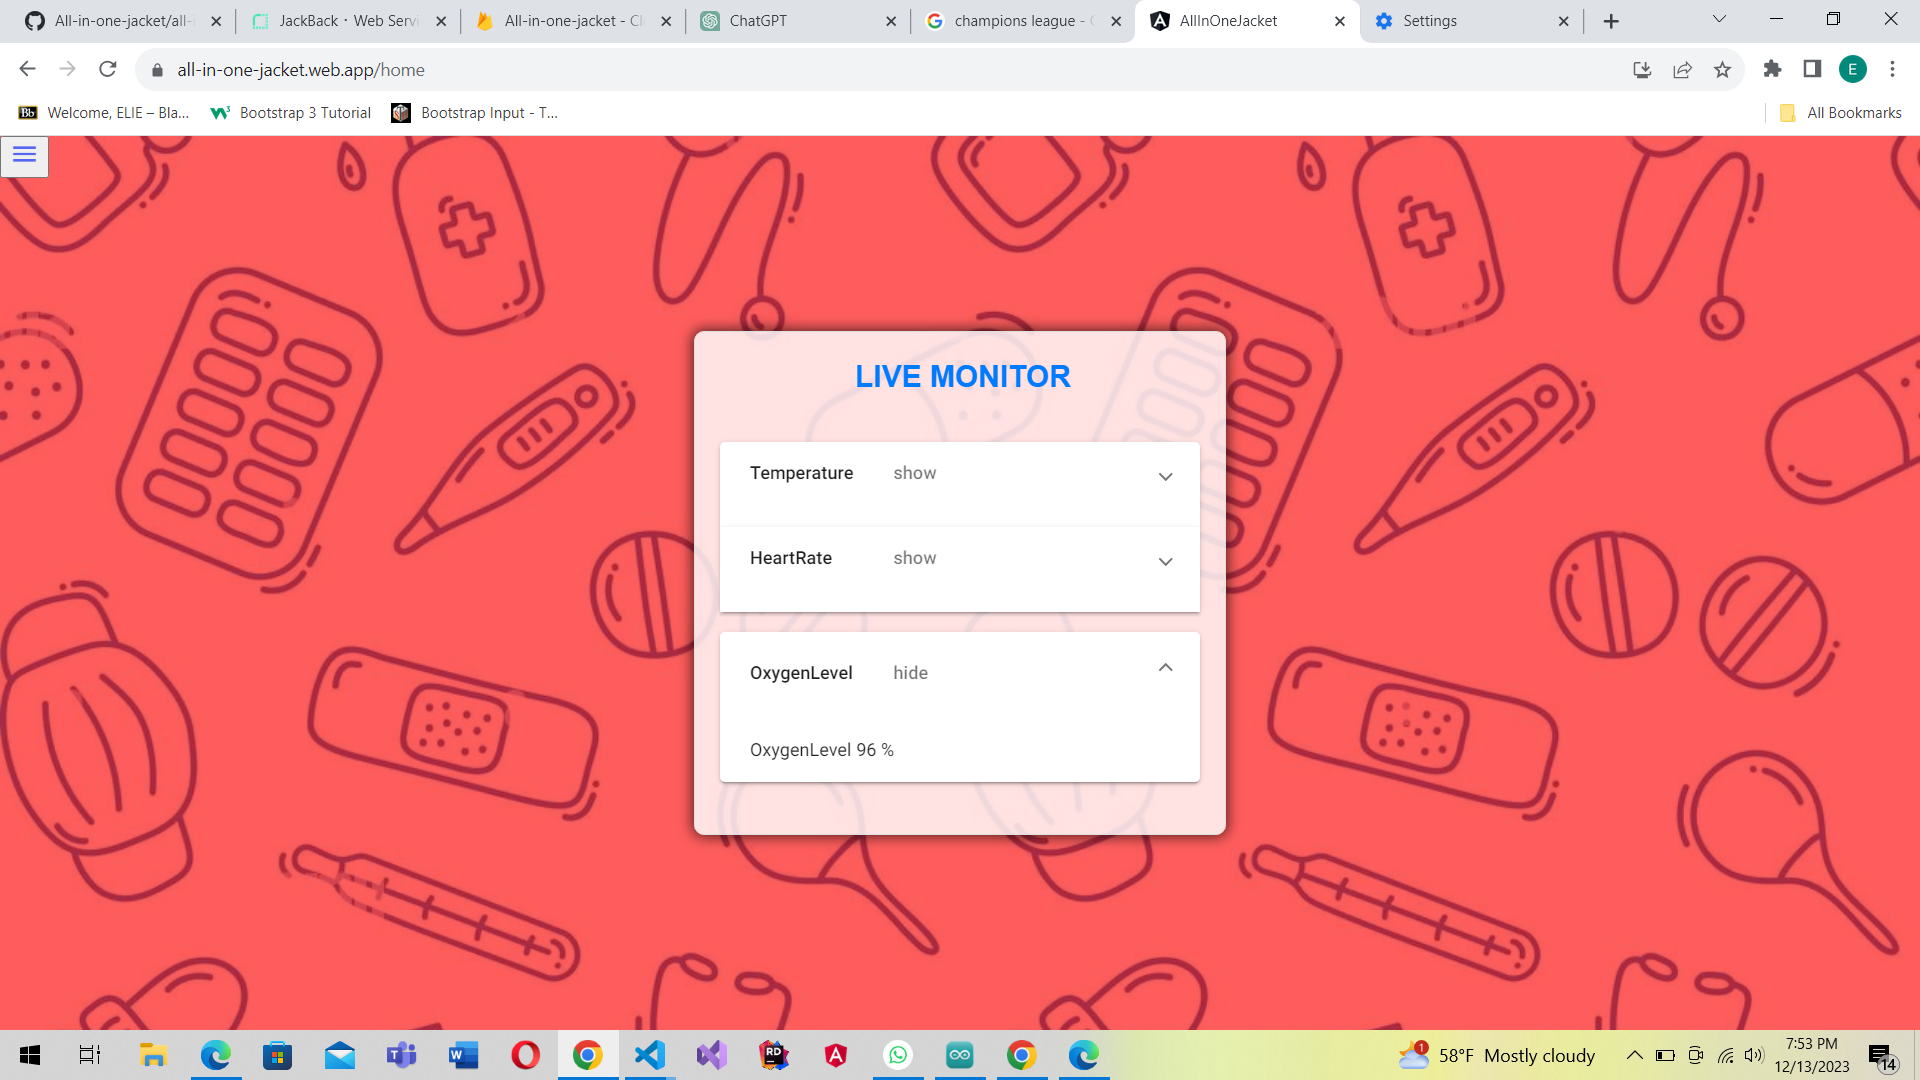 All-in-one-jacket/all-i
JackBack · Web Servi
All-in-one-jacket - Cl
ChatGPT
champions league - G
AllInOneJacket
Settings
all-in-one-jacket.web.app/home
E
Bb
Welcome, ELIE – Bla...
Bootstrap 3 Tutorial
Bootstrap Input - T...
All Bookmarks
LIVE MONITOR
Temperature show
HeartRate show
OxygenLevel hide
OxygenLevel 96 %
1
58°F Mostly cloudy
7:53 PM
12/13/2023
14